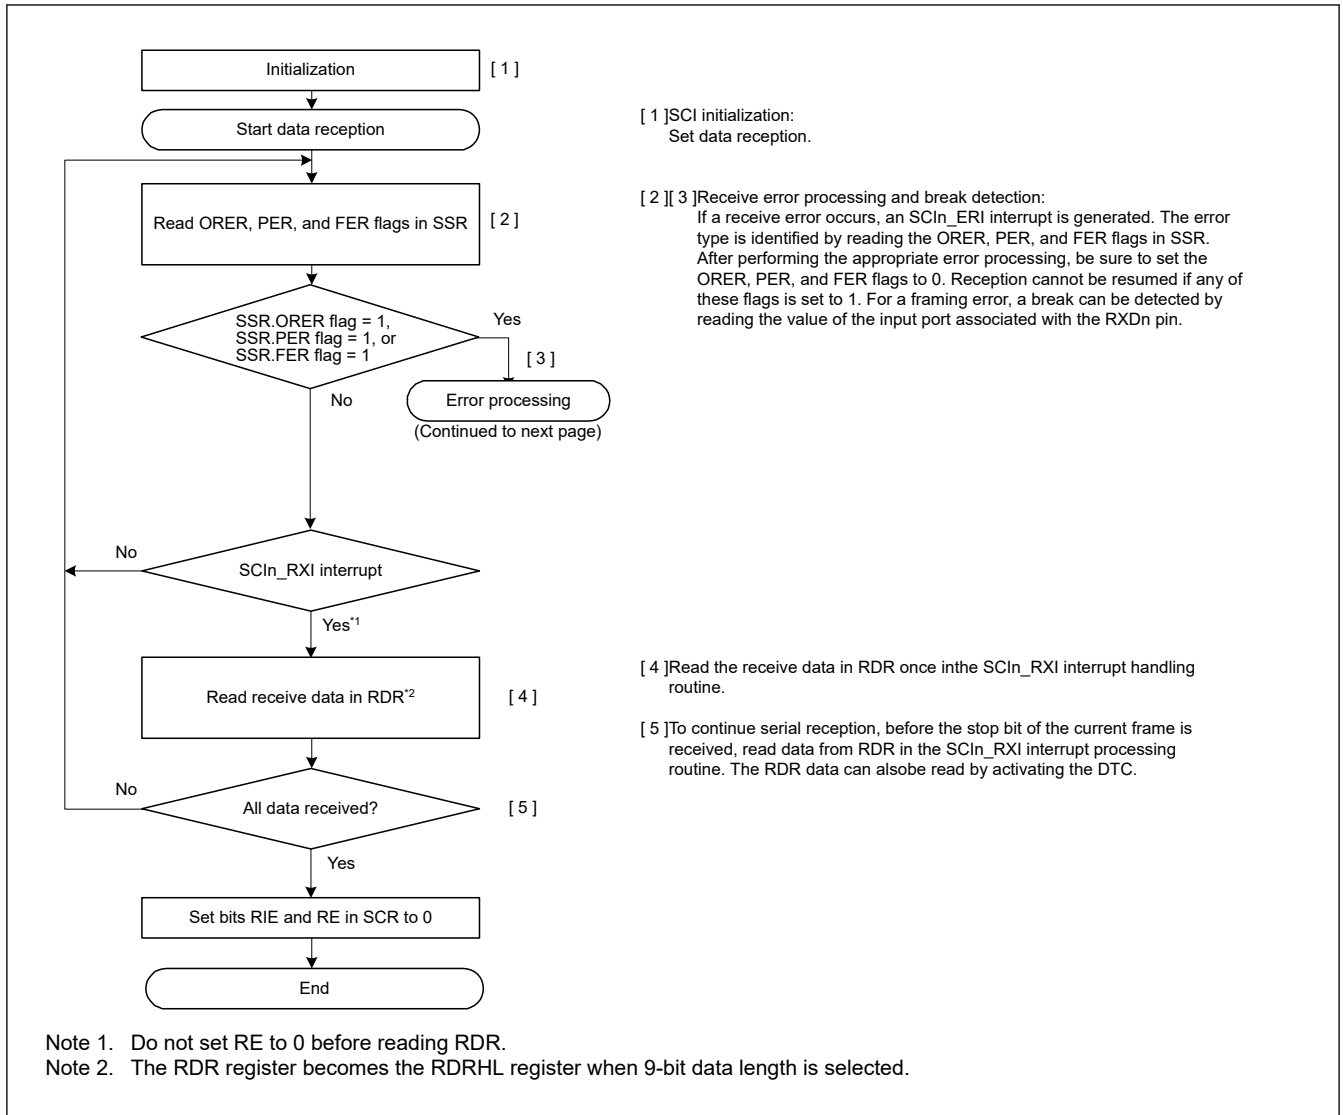 Initialization
[ 1 ]
Start data reception
[ 1 ]SCI initialization:
Set data reception.
Read ORER, PER, and FER flags in SSR
[ 2 ]
[ 2 ][ 3 ]Receive error processing and break detection:
If a receive error occurs, an SCIn_ERI interrupt is generated. The error
type is identified by reading the ORER, PER, and FER flags in SSR.
After performing the appropriate error processing, be sure to set the
ORER, PER, and FER flags to 0. Reception cannot be resumed if any of
these flags is set to 1. For a framing error, a break can be detected by
reading the value of the input port associated with the RXDn pin.
SSR.ORER flag = 1,
SSR.PER flag = 1, or
SSR.FER flag = 1
Yes
[ 3 ]
No
Error processing
(Continued to next page)
No
SCIn_RXI interrupt
Yes*1
Read receive data in RDR*2
[ 4 ]
[ 4 ]Read the receive data in RDR once inthe SCIn_RXI interrupt handling
routine.
[ 5 ]To continue serial reception, before the stop bit of the current frame is
received, read data from RDR in the SCIn_RXI interrupt processing
routine. The RDR data can alsobe read by activating the DTC.
No
All data received?
[ 5 ]
Yes
Set bits RIE and RE in SCR to 0
End
Note 1. Do not set RE to 0 before reading RDR.
Note 2. The RDR register becomes the RDRHL register when 9-bit data length is selected.